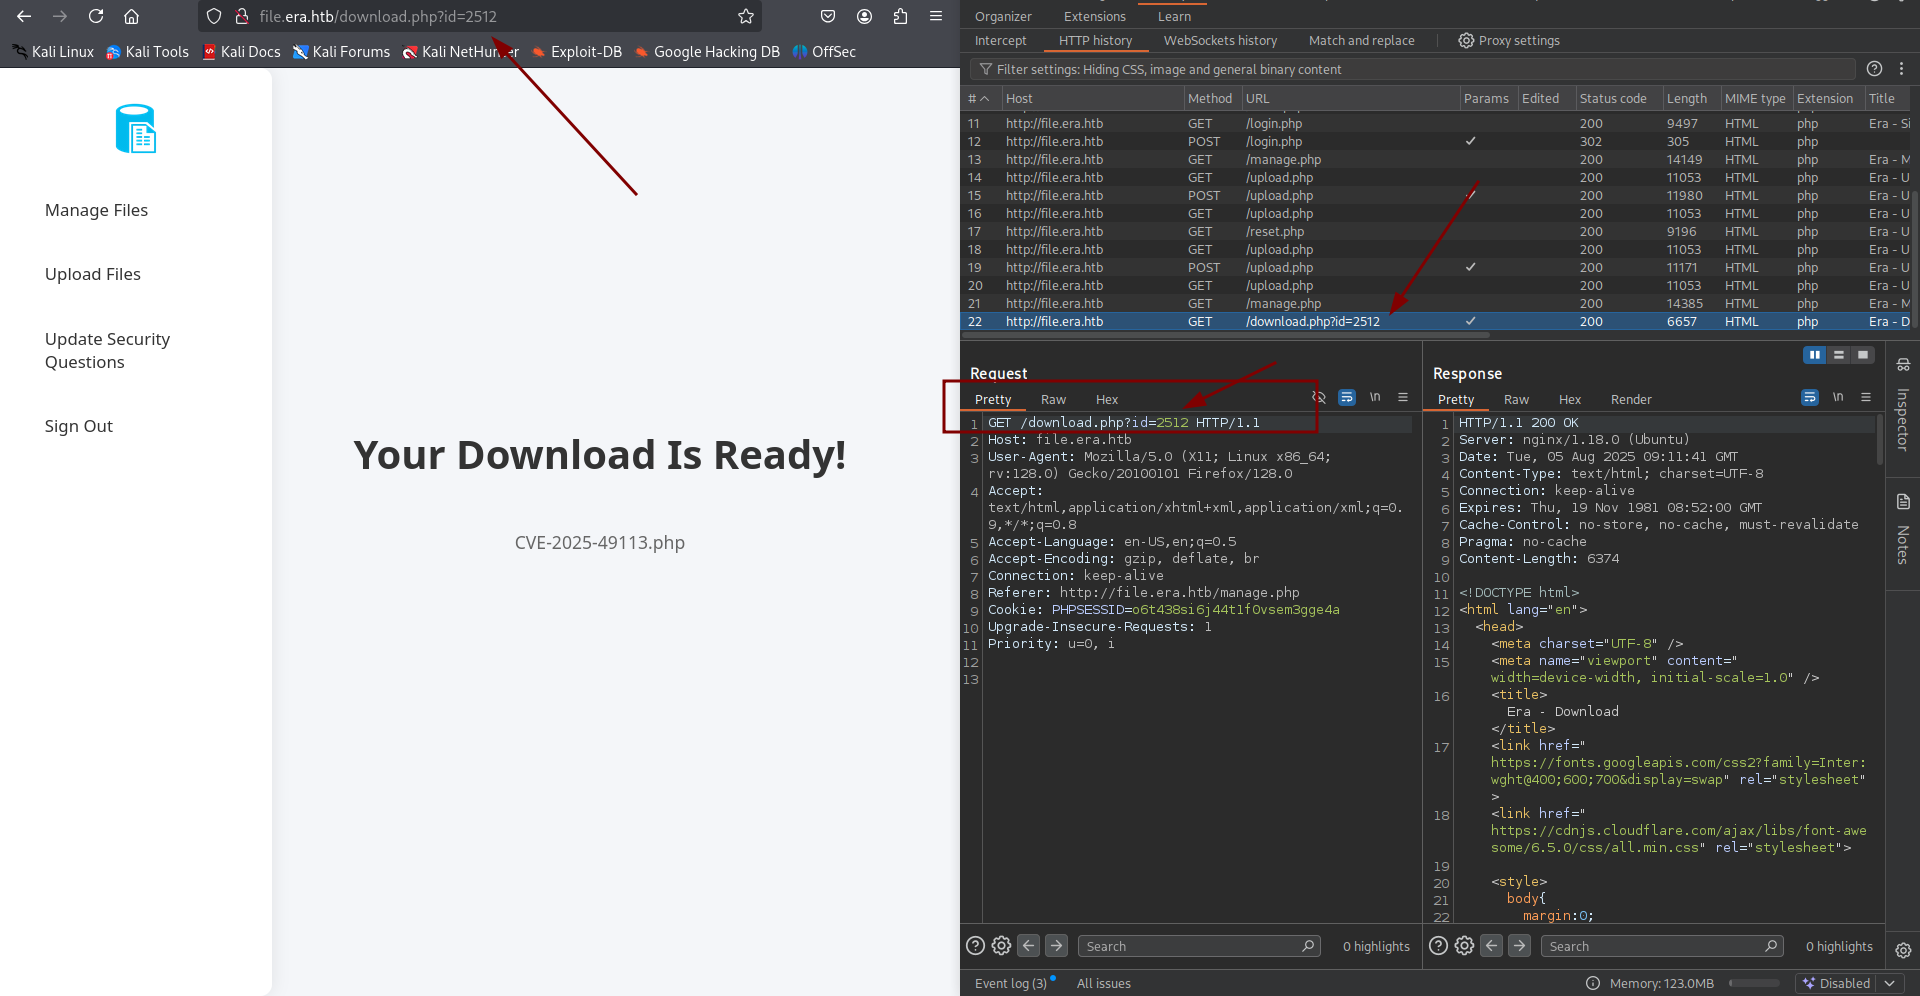 file.era.htb/download.php?id=2512
Kali Linux Kali Tools Kali Docs Kali Forums Kali NetHunter Exploit-DB Google Hacking DB OffSec
Manage Files
Upload Files
Update Security
Questions
Sign Out
Your Download Is Ready!
CVE-2025-49113.php
Organizer Extensions Learn
Intercept HTTP history WebSockets history Match and replace Proxy settings
Filter settings: Hiding CSS, image and general binary content
# Host Method URL Params Edited Status code Length MIME type Extension Title
11 http://file.era.htb GET /login.php 200 9497 HTML php Era - Si
12 http://file.era.htb POST /login.php ✓ 302 305 HTML php
13 http://file.era.htb GET /manage.php 200 14149 HTML php Era - M
14 http://file.era.htb GET /upload.php 200 11053 HTML php Era - U
15 http://file.era.htb POST /upload.php ✓ 200 11980 HTML php Era - U
16 http://file.era.htb GET /upload.php 200 11053 HTML php Era - U
17 http://file.era.htb GET /reset.php 200 9196 HTML php Era - U
18 http://file.era.htb GET /upload.php 200 11053 HTML php Era - U
19 http://file.era.htb POST /upload.php ✓ 200 11171 HTML php Era - U
20 http://file.era.htb GET /upload.php 200 11053 HTML php Era - U
21 http://file.era.htb GET /manage.php 200 14385 HTML php Era - M
22 http://file.era.htb GET /download.php?id=2512 ✓ 200 6657 HTML php Era - D
Request
Pretty Raw Hex \n
1 GET /download.php?id=2512 HTTP/1.1
2 Host: file.era.htb
3 User-Agent: Mozilla/5.0 (X11; Linux x86_64;
rv:128.0) Gecko/20100101 Firefox/128.0
4 Accept:
text/html,application/xhtml+xml,application/xml;q=0.
9,*/*;q=0.8
5 Accept-Language: en-US,en;q=0.5
6 Accept-Encoding: gzip, deflate, br
7 Connection: keep-alive
8 Referer: http://file.era.htb/manage.php
9 Cookie: PHPSESSID=o6t438si6j44t1f0vsem3gge4a
10 Upgrade-Insecure-Requests: 1
11 Priority: u=0, i
12
13
Response
Pretty Raw Hex Render \n
1 HTTP/1.1 200 OK
2 Server: nginx/1.18.0 (Ubuntu)
3 Date: Tue, 05 Aug 2025 09:11:41 GMT
4 Content-Type: text/html; charset=UTF-8
5 Connection: keep-alive
6 Expires: Thu, 19 Nov 1981 08:52:00 GMT
7 Cache-Control: no-store, no-cache, must-revalidate
8 Pragma: no-cache
9 Content-Length: 6374
10
11 <!DOCTYPE html>
12 <html lang="en">
13 <head>
14 <meta charset="UTF-8" />
15 <meta name="viewport" content="
width=device-width, initial-scale=1.0" />
16 <title>
Era - Download
</title>
17 <link href="
https://fonts.googleapis.com/css2?family=Inter:
wght@400;600;700&display=swap" rel="stylesheet"
>
18 <link href="
https://cdnjs.cloudflare.com/ajax/libs/font-awe
some/6.5.0/css/all.min.css" rel="stylesheet">
19
20 <style>
21 body{
22 margin:0;
Inspector
Notes
Search 0 highlights
Search 0 highlights
Event log (3) All issues
Memory: 123.0MB Disabled